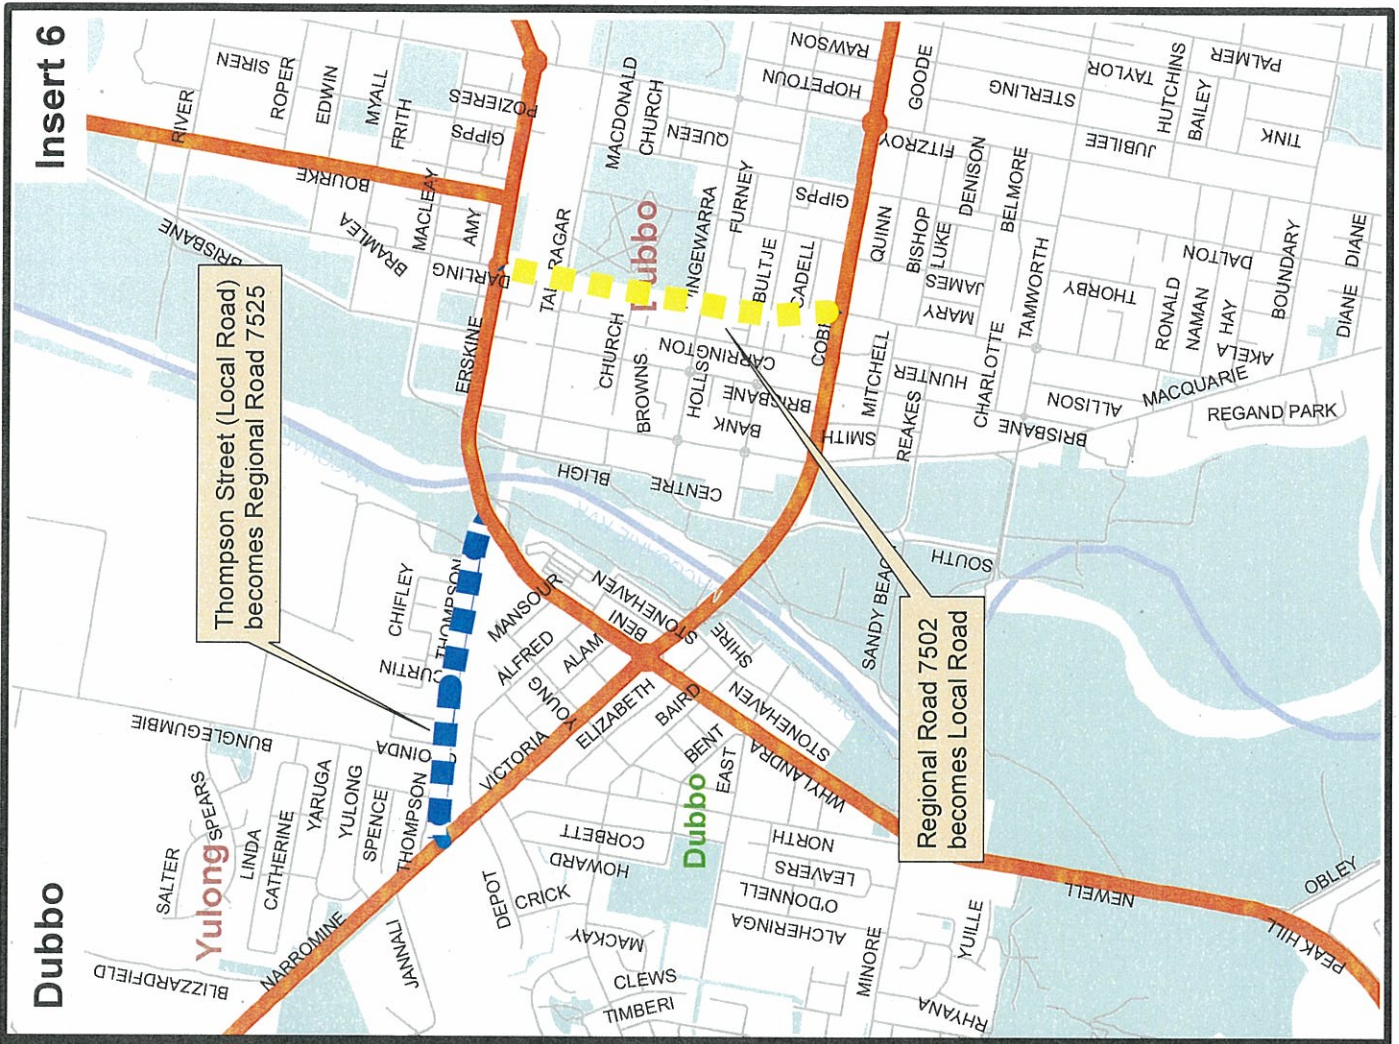 Dubbo
Insert 6
Thompson Street (Local Road)
becomes Regional Road 7525
Regional Road 7502
becomes Local Road
Yulong
Dubbo
BLIZZARDFIELD
SALTER
SPEARS
LINDA
CATHERINE
YARUGA
YULONG
SPENCE
THOMPSON
BUNGLEGUMBIE
NARROMINE
JANNALI
DEPOT
CRICK
HOWARD
CORBETT
MACKAY
CLEWS
TIMBERI
ALCHERINGA
O'DONNELL
LEAVERS
NORTH
MINORE
YUILLE
RHYANA
NEWELL
PEAK HILL
OBLEY
CHIFLEY
CURTIN
THOMPSON
MANSOUR
ALFRED
ALAM
BENI
YOUNG
VICTORIA
ELIZABETH
BAIRD
BENT
EAST
WHYLANDRA
STONEHAVEN
STONEHAVEN
STONEHAVEN
SHIRE
SANDY BEAC
SOUTH
BRISBANE
BRAMLEA
BOURKE
MACLEAY
AMY
DARLING
ERSKINE
RIVER
SIREN
ROPER
EDWIN
MYALL
FRITH
GIPPS
POZIERES
RAGAR
CHURCH
BROWNS
HOLLIS
CARRINGTON
BRISBANE
BANK
BLIGH
CENTRE
SMITH
MACDONALD
CHURCH
QUEEN
INGEWARRA
FURNEY
BULTJE
CADELL
GIPPS
HOPETOUN
RAWSON
GOODE
FITZROY
STERLING
TAYLOR
HUTCHINS
BAILEY
PALMER
TINK
JUBILEE
DENISON
BELMORE
QUINN
BISHOP
LUKE
JAMES
MARY
MITCHELL
HUNTER
REAKES
CHARLOTTE
TAMWORTH
THORBY
DALTON
RONALD
NAMAN
HAY
AKELA
BOUNDARY
DIANE
DIANE
ALLISON
BRISBANE
MACQUARIE
REGAND PARK